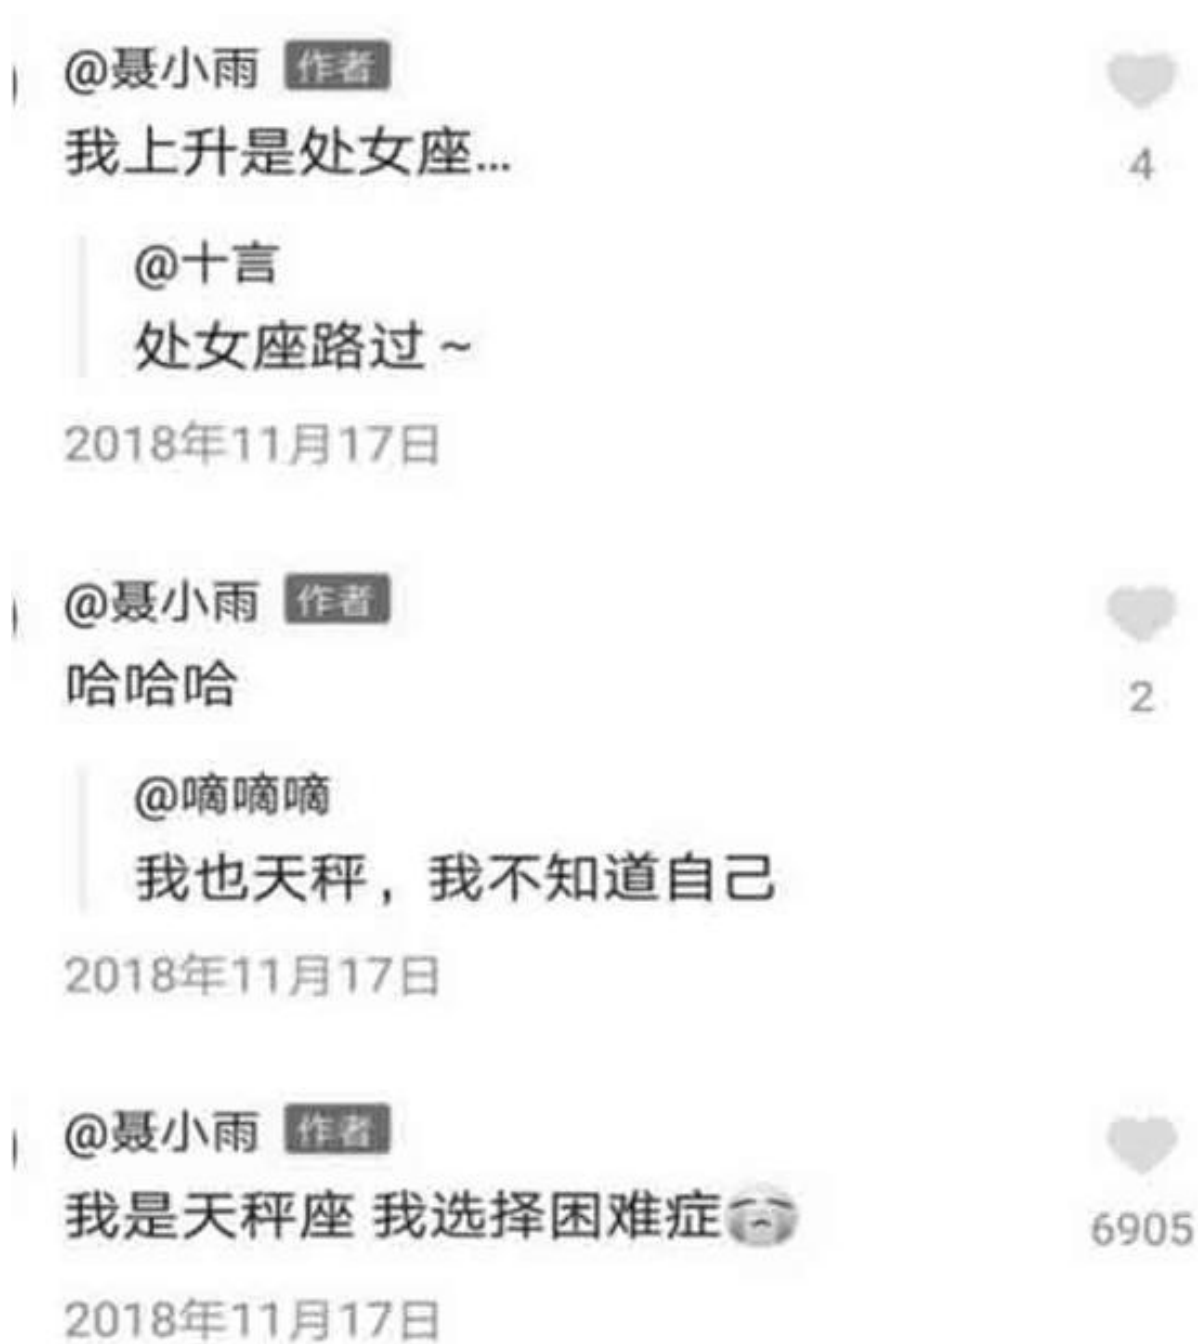 @聂小雨 作者
我上升是处女座...
4
@十言
处女座路过~
2018年11月17日
@聂小雨 作者
哈哈哈
2
@嘀嘀嘀
我也天秤，我不知道自己
2018年11月17日
@聂小雨 作者
我是天秤座 我选择困难症😭
6905
2018年11月17日